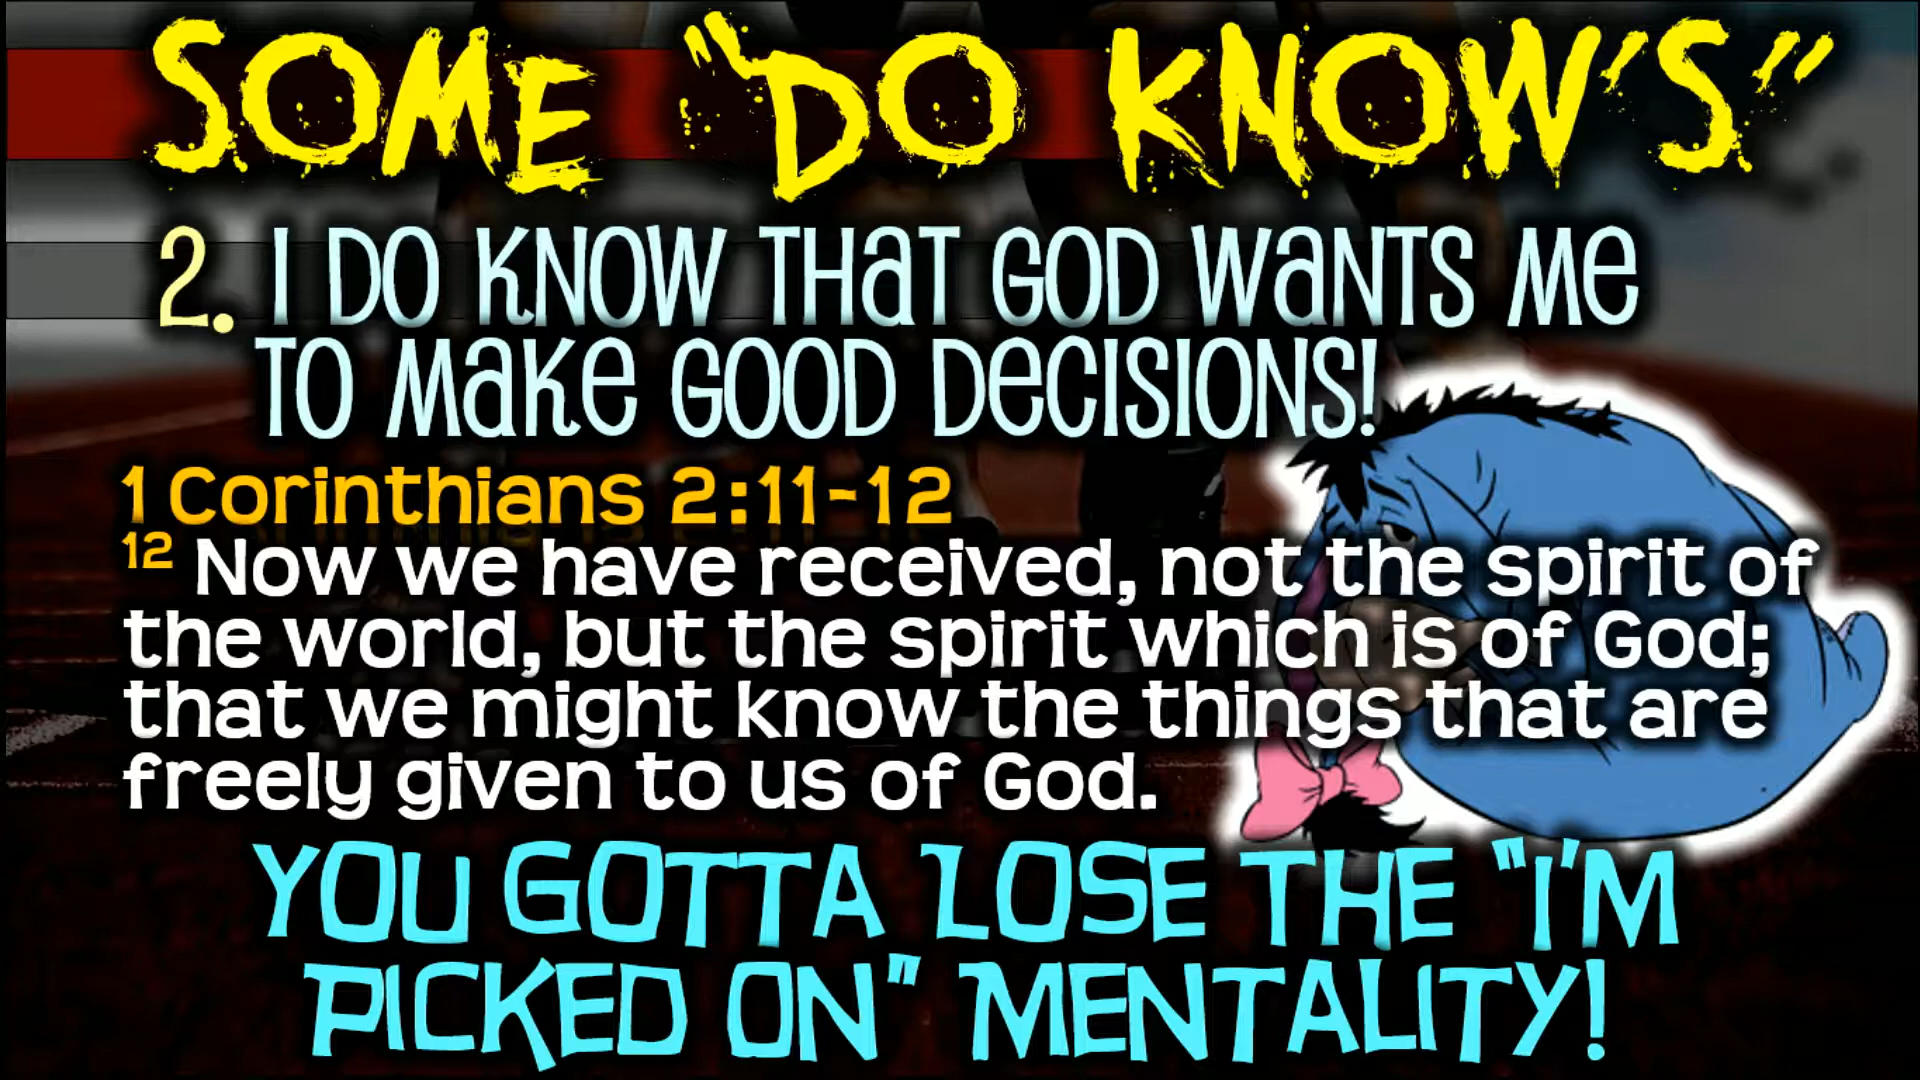 SOME "DO KNOW'S"
2. I DO KNOW THaT GOD WaNTS Me
TO MaKe GOOD DeCISIONS!
1 Corinthians 2:11-12
12 Now we have received, not the spirit of
the world, but the spirit which is of God;
that we might know the things that are
freely given to us of God.
YOU GOTTA LOSE THE "I'M
PICKED ON" MENTALITY!